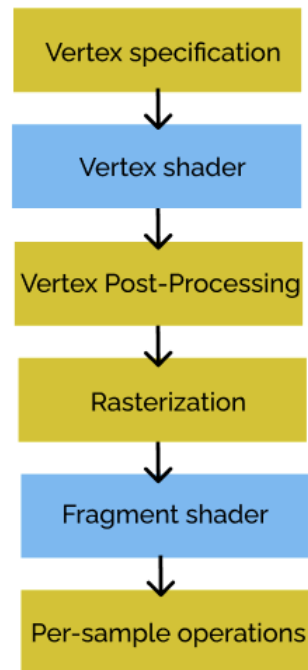 Vertex specification
Vertex shader
Vertex Post-Processing
Rasterization
Fragment shader
Per-sample operations